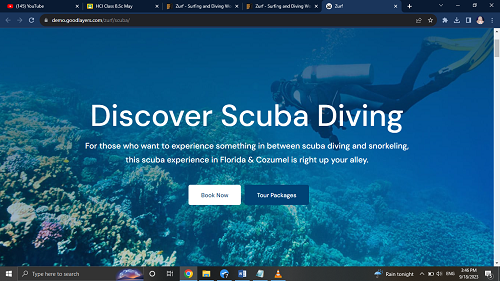 (145) YouTube
HCI Class B.Sc May
Zurf - Surfing and Diving W
Zurf - Surfing and Diving W
Zurf
demo.goodlayers.com/zurf/scuba/
Discover Scuba Diving
For those who want to experience something in between scuba diving and snorkeling,
this scuba experience in Florida & Cozumel is right up your alley.
Book Now
Tour Packages
Type here to search
Rain tonight
ENG
3:46 PM
9/18/2023